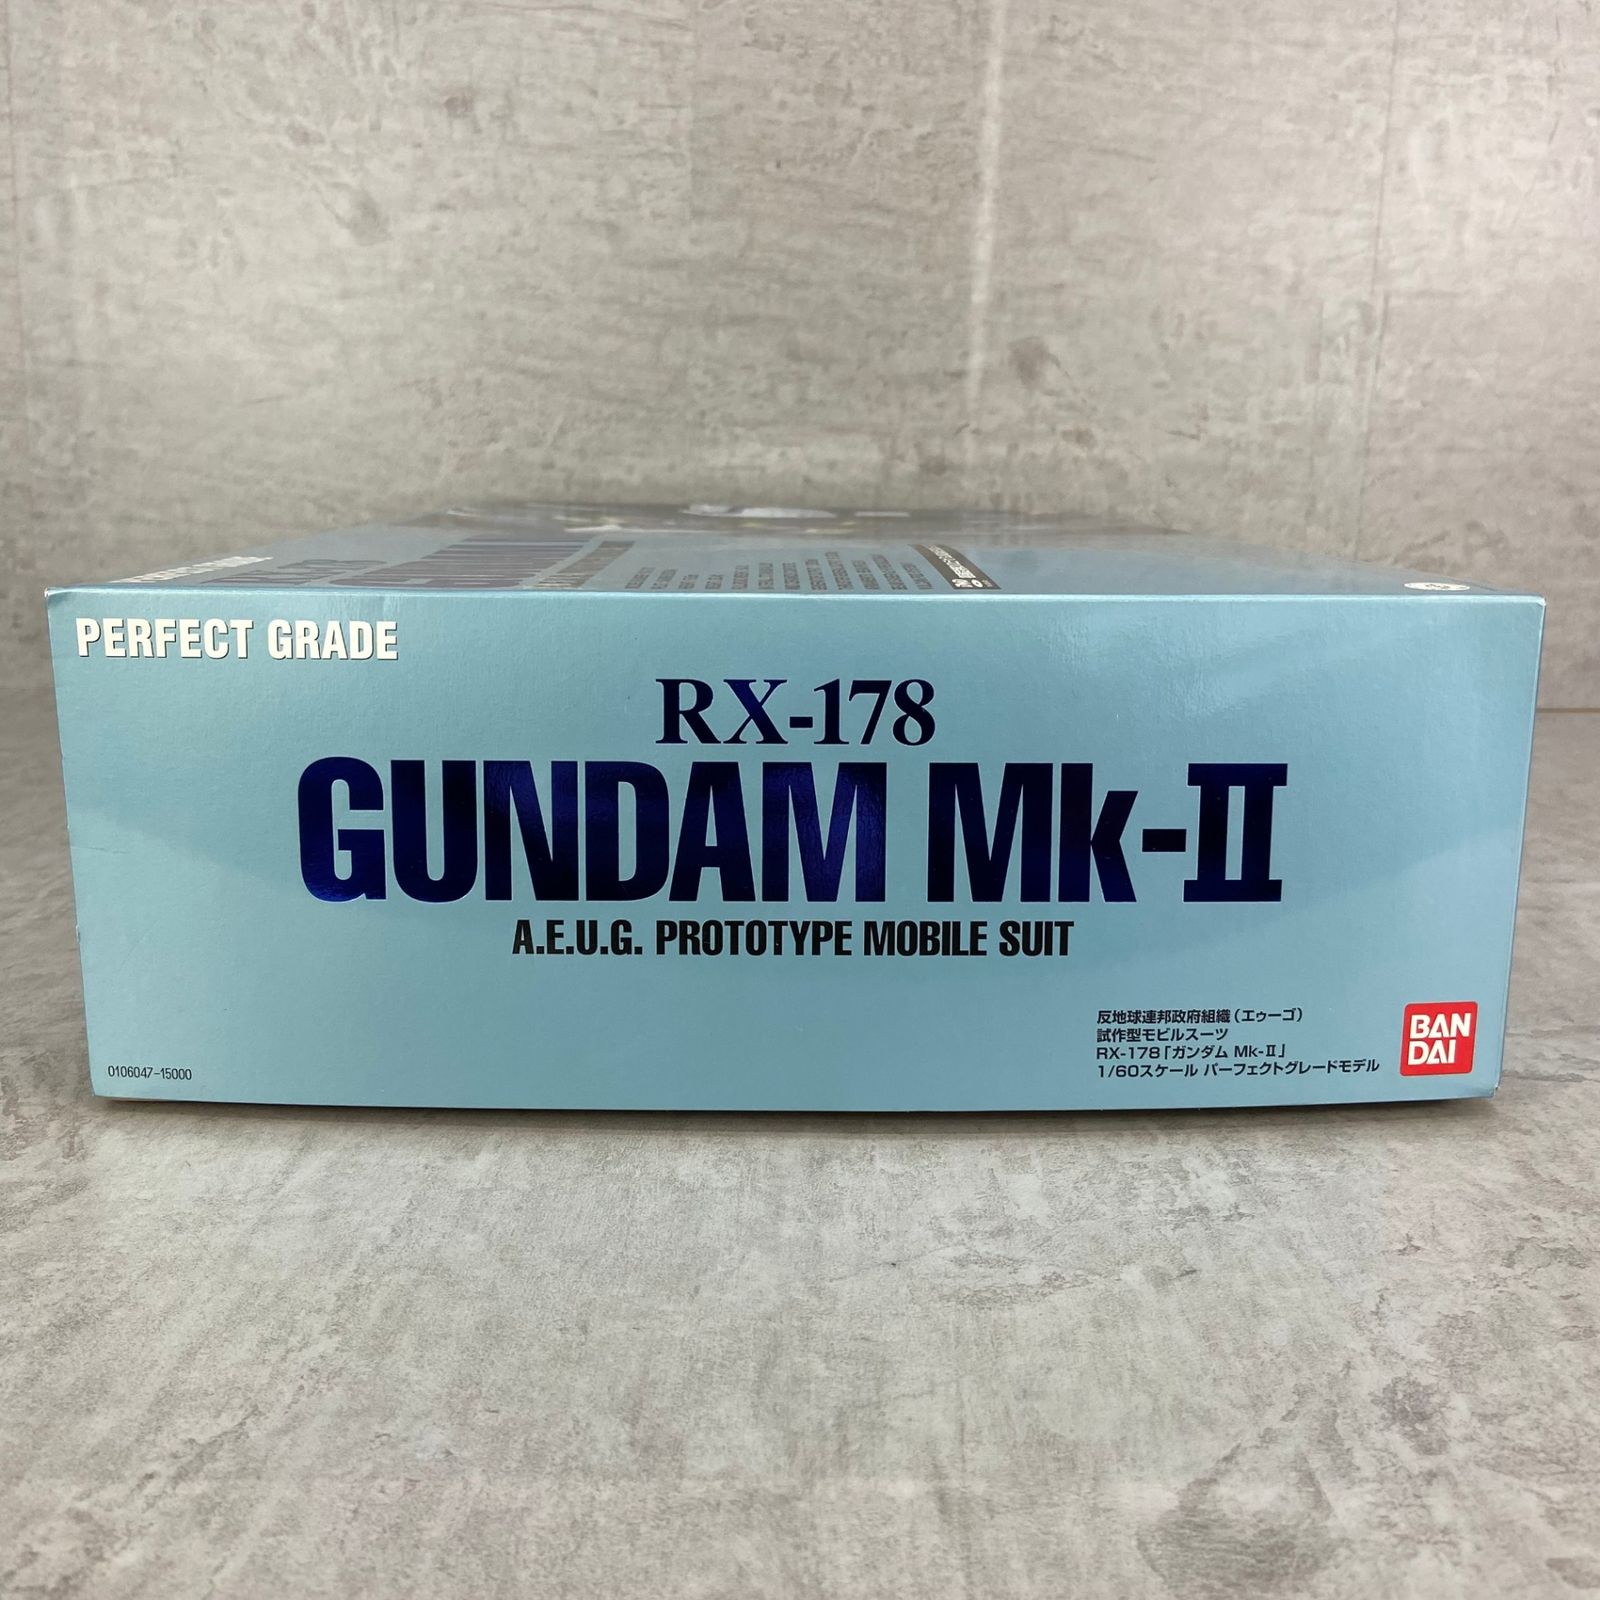 PERFECT GRADE
RX-178
GUNDAM Mk-II
A.E.U.G. PROTOTYPE MOBILE SUIT
反地球連邦政府組織(エゥーゴ)
試作型モビルスーツ
RX-178「ガンダム Mk-II」
1/60スケール パーフェクトグレードモデル
BAN
DAI
0106047-15000